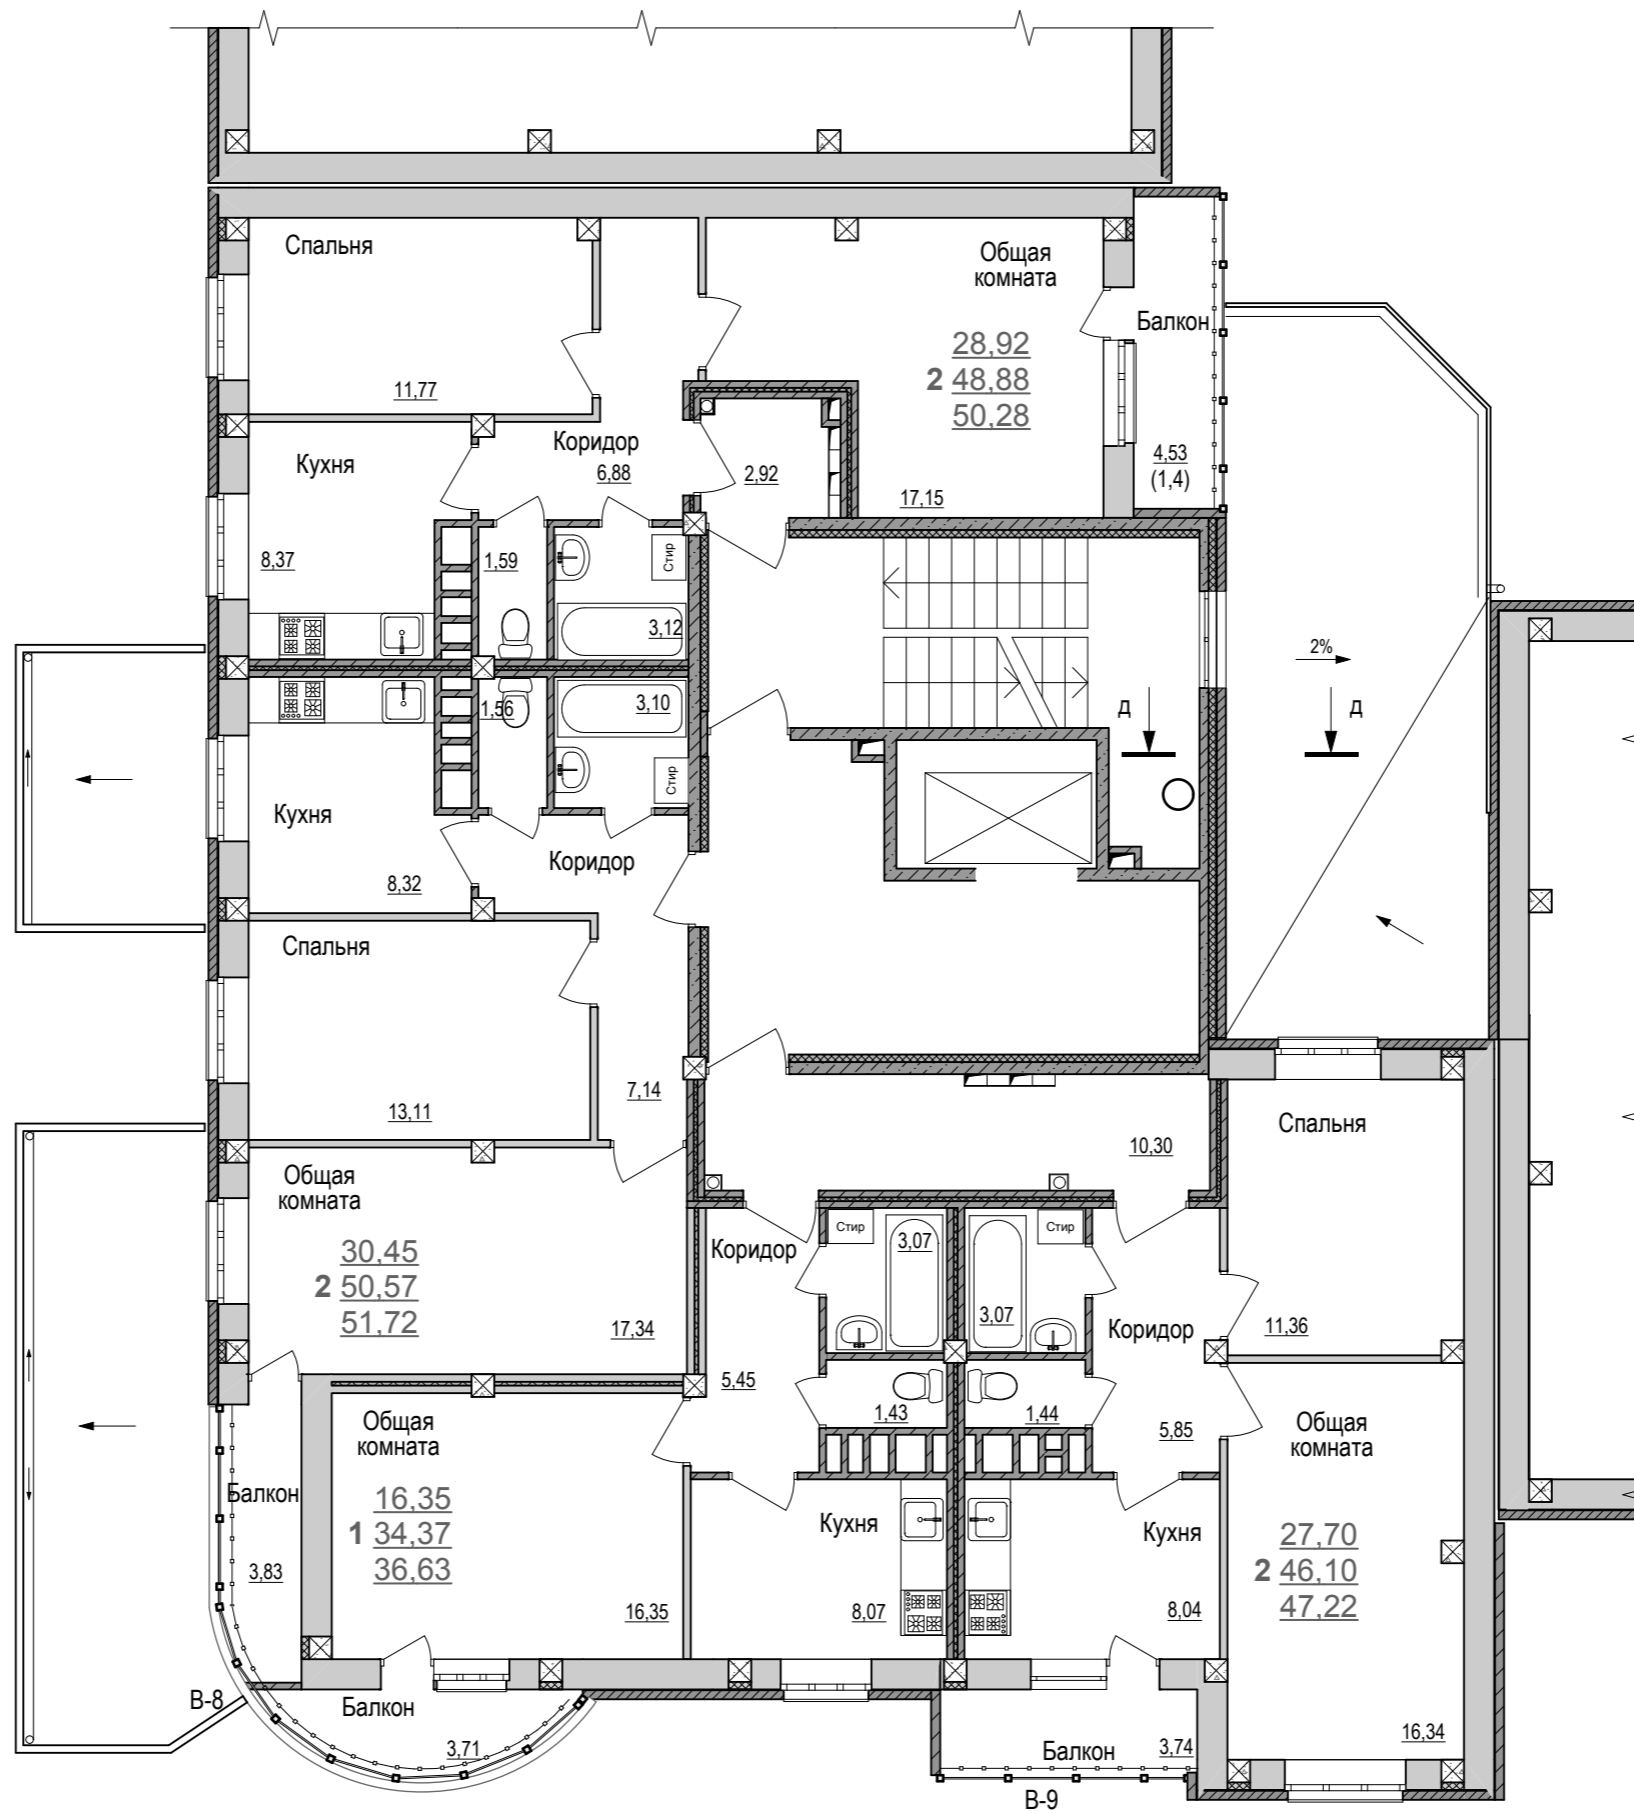 Спальня
Общая
комната
Балкон
28,92
2 48,88
50,28
11,77
Коридор
Кухня
6,88
2,92
4,53
(1,4)
17,15
8,37
1,59
Стир
3,12
2%
1,56
3,10
Д
Д
Стир
Кухня
Коридор
8,32
Спальня
13,11
7,14
Спальня
10,30
Общая
комната
30,45
2 50,57
51,72
17,34
Коридор
Стир
3,07
Стир
3,07
Коридор
11,36
5,45
1,43
1,44
5,85
Общая
комната
Общая
комната
Балкон
16,35
1 34,37
36,63
3,83
16,35
Кухня
8,07
Кухня
8,04
27,70
2 46,10
47,22
В-8
Балкон
3,71
Балкон
3,74
16,34
В-9